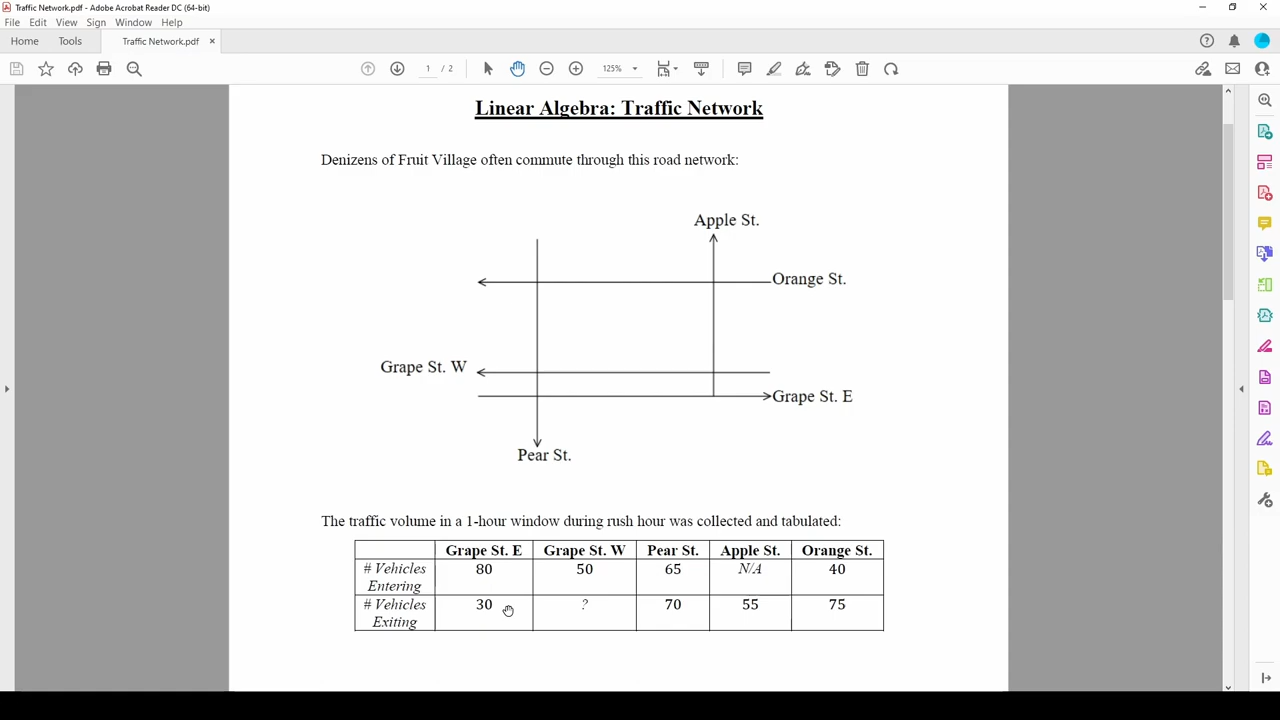 Traffic Network.pdf - Adobe Acrobat Reader DC (64-bit)
File Edit View Sign Window Help
Home Tools Traffic Network.pdf ×
1 / 2 125%
Linear Algebra: Traffic Network
Denizens of Fruit Village often commute through this road network:
Apple St.
Orange St.
Grape St. W
Grape St. E
Pear St.
The traffic volume in a 1-hour window during rush hour was collected and tabulated:
Grape St. E Grape St. W Pear St. Apple St. Orange St.
# Vehicles Entering 80 50 65 N/A 40
# Vehicles Exiting 30 ? 70 55 75